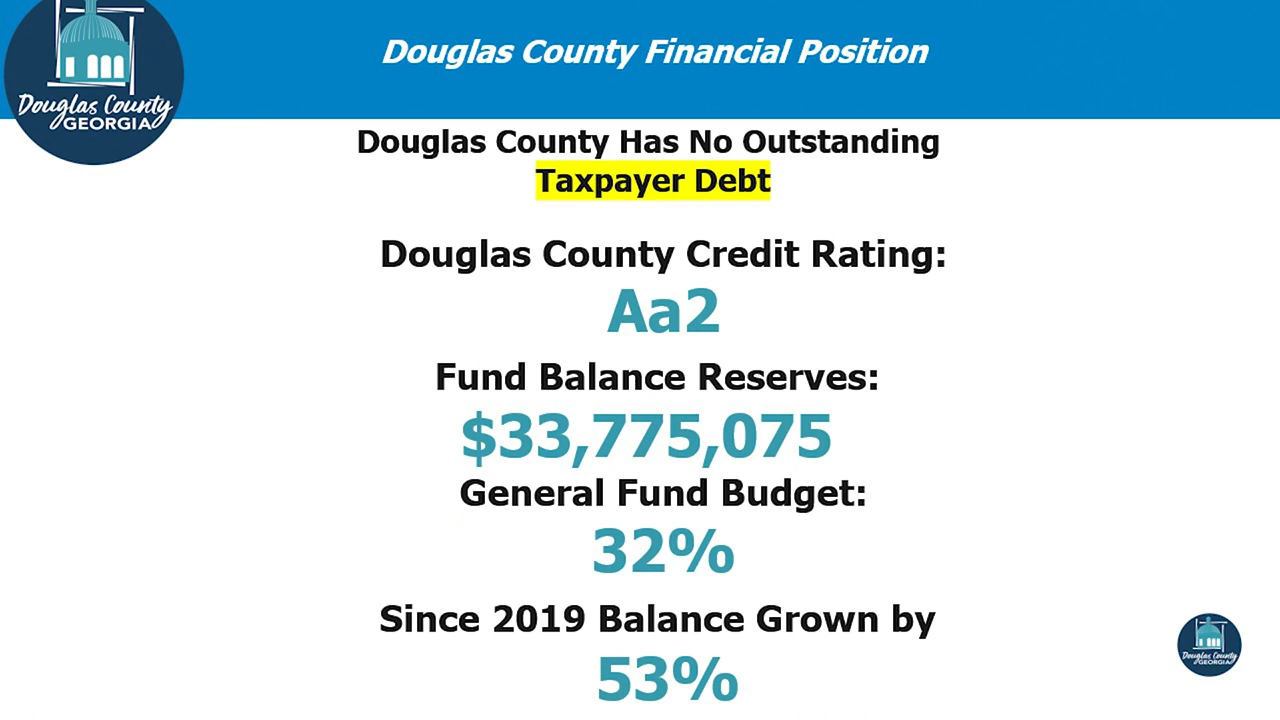 Douglas County Financial Position
Douglas County
GEORGIA
Douglas County Has No Outstanding
Taxpayer Debt
Douglas County Credit Rating:
Aa2
Fund Balance Reserves:
$33,775,075
General Fund Budget:
32%
Since 2019 Balance Grown by
53%
Douglas County
GEORGIA